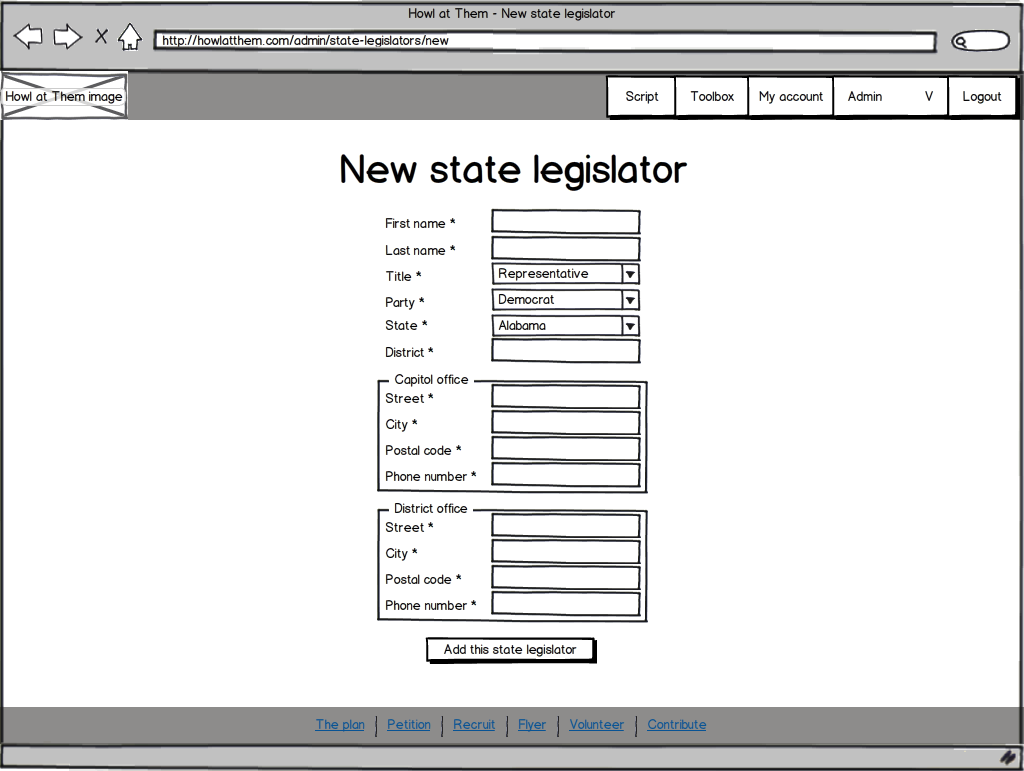 Howl at Them - New state legislator
http://howlatthem.com/admin/state-legislators/new
Howl at Them image
Script Toolbox My account Admin V Logout
New state legislator
First name *
Last name *
Title * Representative
Party * Democrat
State * Alabama
District *
Capitol office
Street *
City *
Postal code *
Phone number *
District office
Street *
City *
Postal code *
Phone number *
Add this state legislator
The plan | Petition | Recruit | Flyer | Volunteer | Contribute